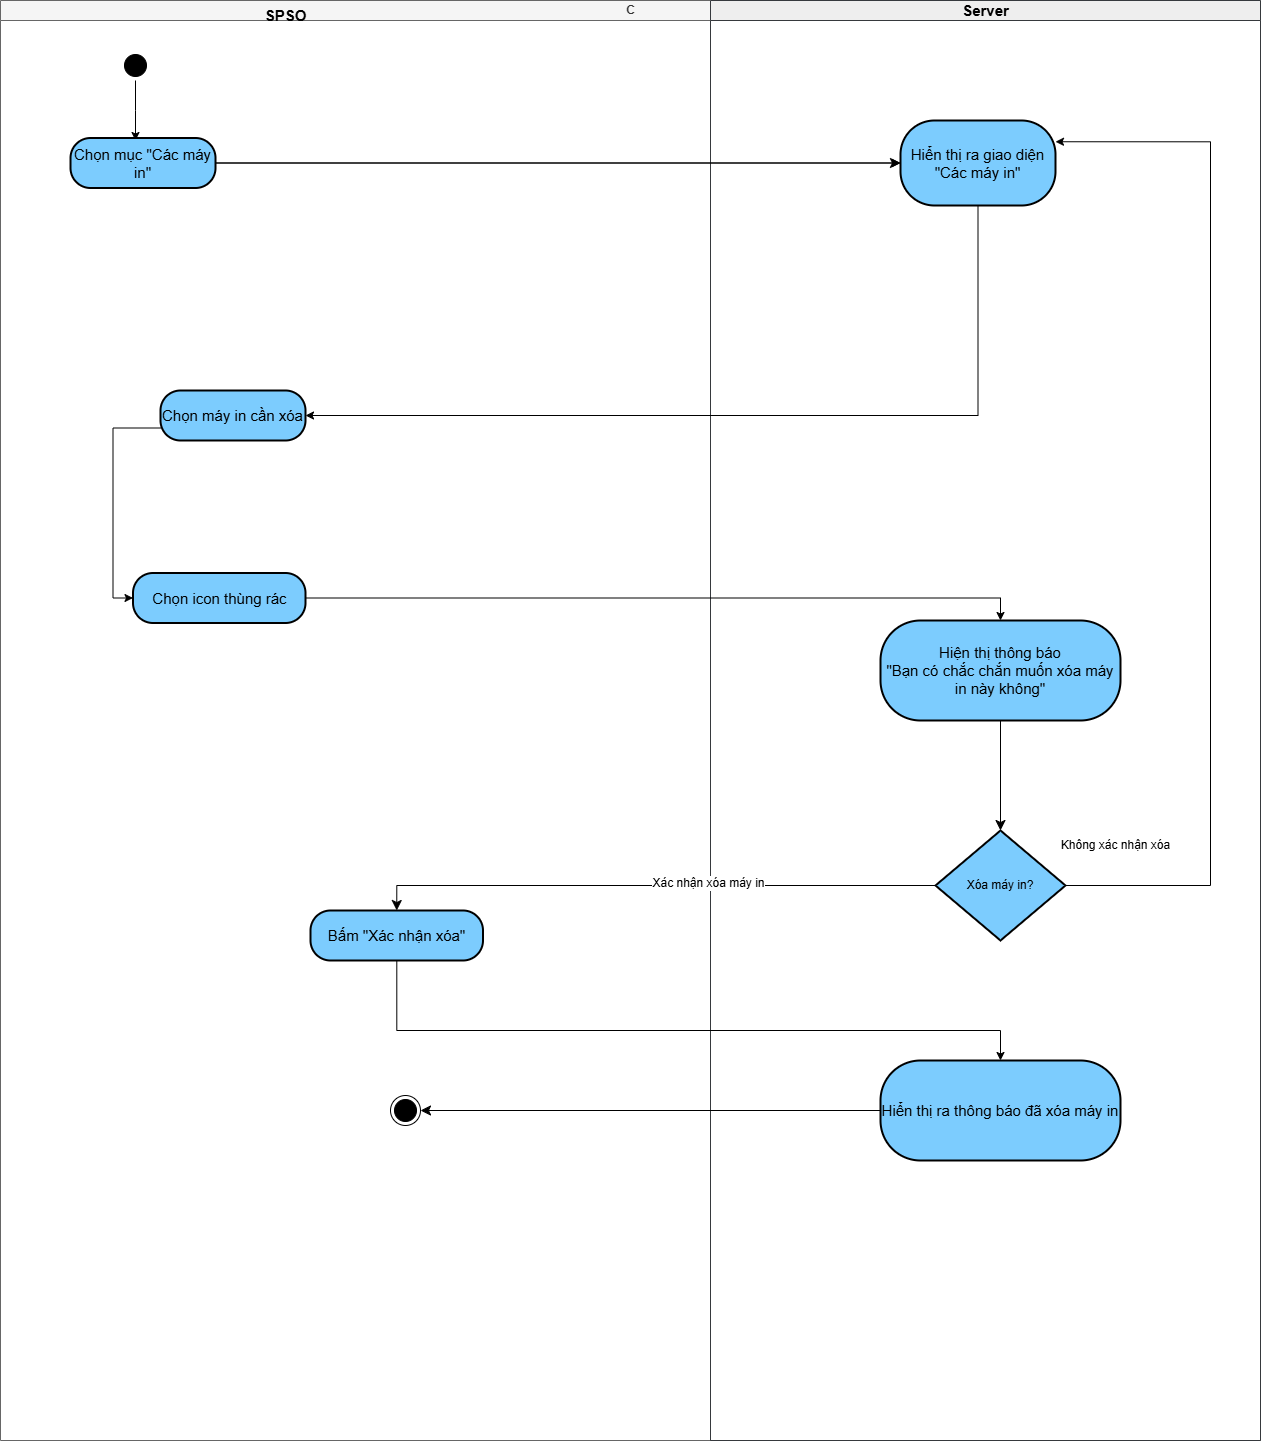 SPSO
C
Server
Chọn mục "Các máy
in"
Hiển thị ra giao diện
"Các máy in"
Chọn máy in cần xóa
Chọn icon thùng rác
Hiện thị thông báo
"Bạn có chắc chắn muốn xóa máy
in này không"
Không xác nhận xóa
Xác nhận xóa máy in
Xóa máy in?
Bấm "Xác nhận xóa"
Hiển thị ra thông báo đã xóa máy in